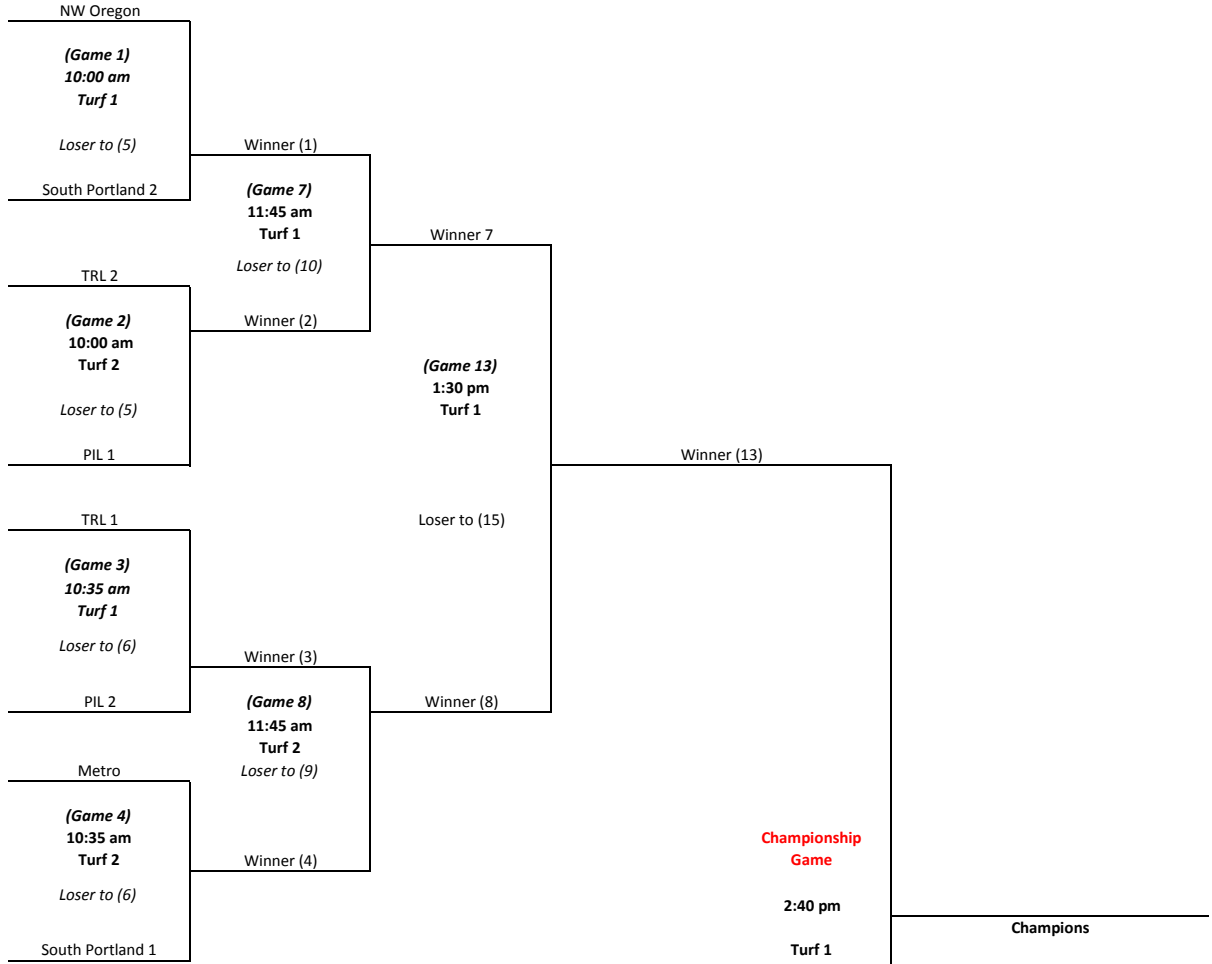 NW Oregon
(Game 1)
10:00 am
Turf 1
Loser to (5)
South Portland 2
Winner (1)
(Game 7)
11:45 am
Turf 1
Loser to (10)
Winner (2)
TRL 2
(Game 2)
10:00 am
Turf 2
Loser to (5)
PIL 1
Winner 7
(Game 13)
1:30 pm
Turf 1
Loser to (15)
Winner (13)
TRL 1
(Game 3)
10:35 am
Turf 1
Loser to (6)
PIL 2
Winner (3)
(Game 8)
11:45 am
Turf 2
Loser to (9)
Winner (4)
Winner (8)
Metro
(Game 4)
10:35 am
Turf 2
Loser to (6)
South Portland 1
Championship
Game
2:40 pm
Turf 1
Champions